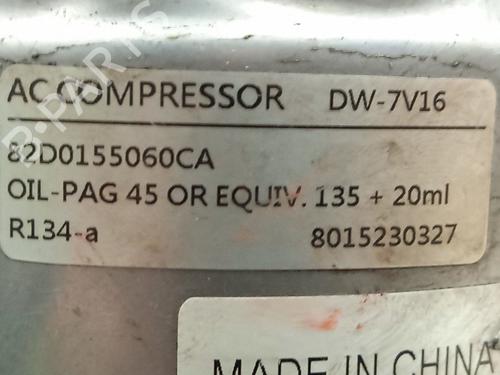 AC COMPRESSOR DW-7V16
82D0155060CA
OIL-PAG 45 OR EQUIV. 135 + 20ml
R134-a 8015230327
MADE IN CHINA